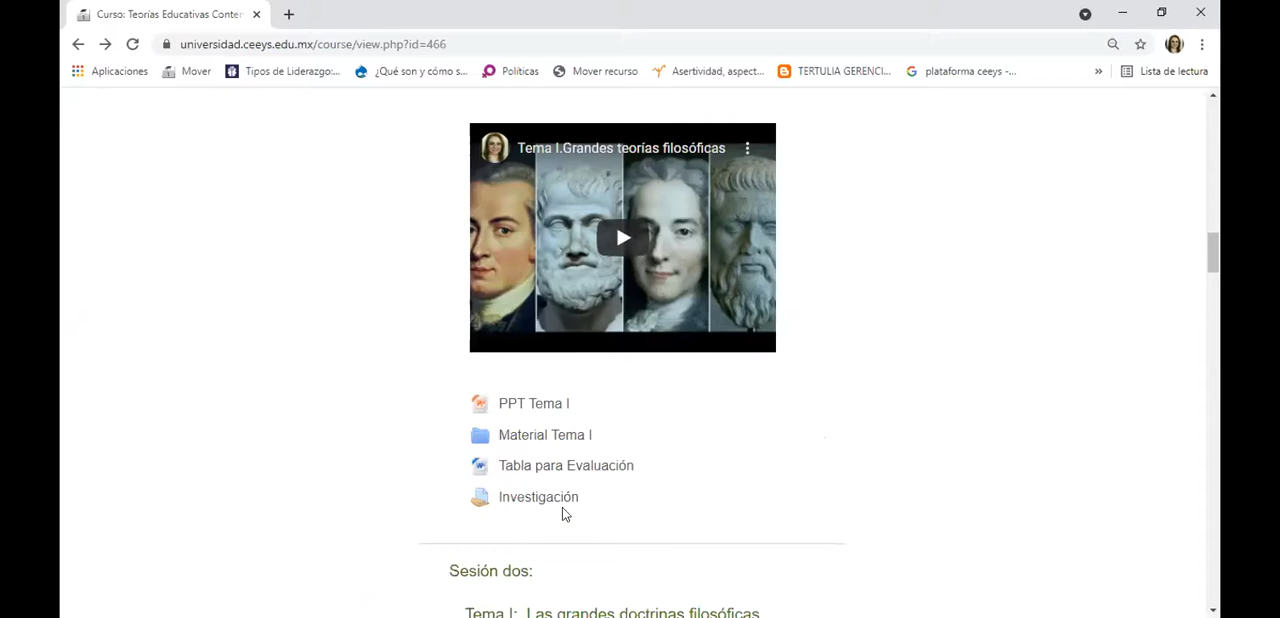 Curso: Teorías Educativas Conter
universidad.ceeys.edu.mx/course/view.php?id=466
Aplicaciones Mover Tipos de Liderazgo:... ¿Qué son y cómo s... Políticas Mover recurso Asertividad, aspect... TERTULIA GERENCI... plataforma ceeys -... » Lista de lectura
Tema I.Grandes teorías filosóficas
PPT Tema I
Material Tema I
Tabla para Evaluación
Investigación
Sesión dos:
Tema I: Las grandes doctrinas filosóficas